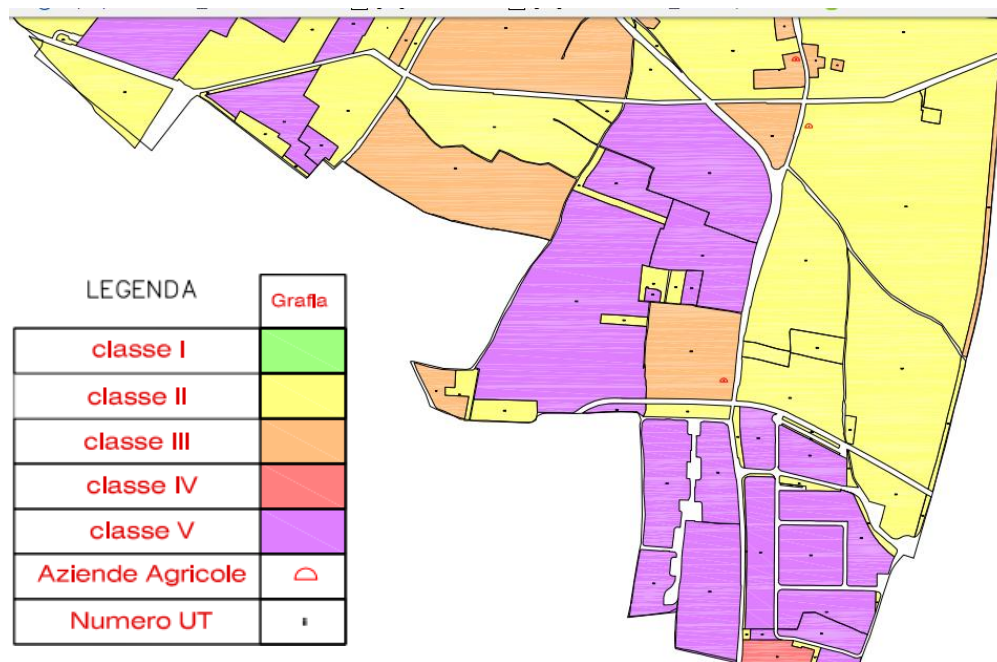 LEGENDA
Grafia
classe I
classe II
classe III
classe IV
classe V
Aziende Agricole
Numero UT